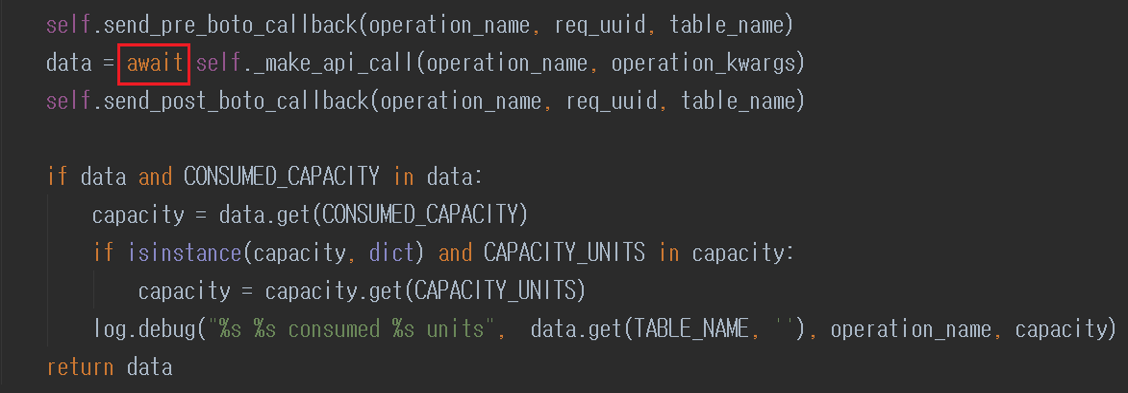 self.send_pre_boto_callback(operation_name, req_uuid, table_name)
data = await self._make_api_call(operation_name, operation_kwargs)
self.send_post_boto_callback(operation_name, req_uuid, table_name)
if data and CONSUMED_CAPACITY in data:
capacity = data.get(CONSUMED_CAPACITY)
if isinstance(capacity, dict) and CAPACITY_UNITS in capacity:
capacity = capacity.get(CAPACITY_UNITS)
log.debug("%s %s consumed %s units",  data.get(TABLE_NAME, ''), operation_name, capacity)
return data